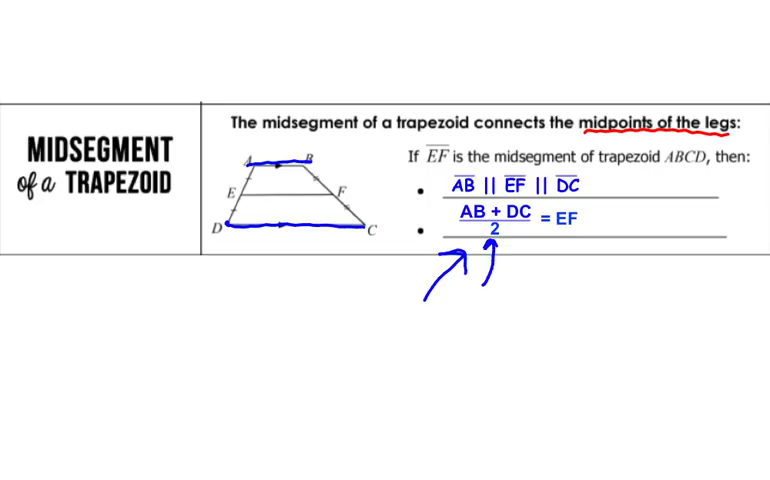 The midsegment of a trapezoid connects the midpoints of the legs:
MIDSEGMENT
of a TRAPEZOID
A
B
E
F
D
C
If EF is the midsegment of trapezoid ABCD, then:
• AB || EF || DC
• AB + DC
2
= EF